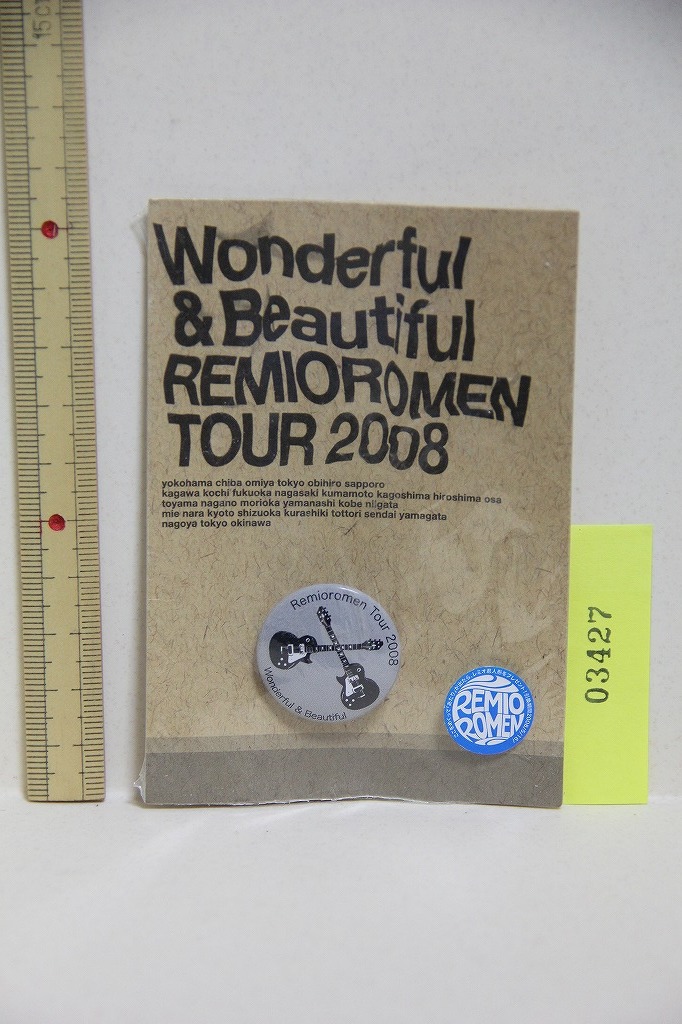 15C
Wonderful
& Beautiful
REMIOROMEN
TOUR 2008
yokohama chiba omiya tokyo obihiro sapporo
kagawa kochi fukuoka nagasaki kumamoto kagoshima hiroshima osa
toyama nagano morioka yamanashi kobe niigata
mie nara kyoto shizuoka kurashiki tottori sendai yamagata
nagoya tokyo okinawa
Remioromen Tour 2008
Wonderful & Beautiful
REMIO
ROMEN
03427